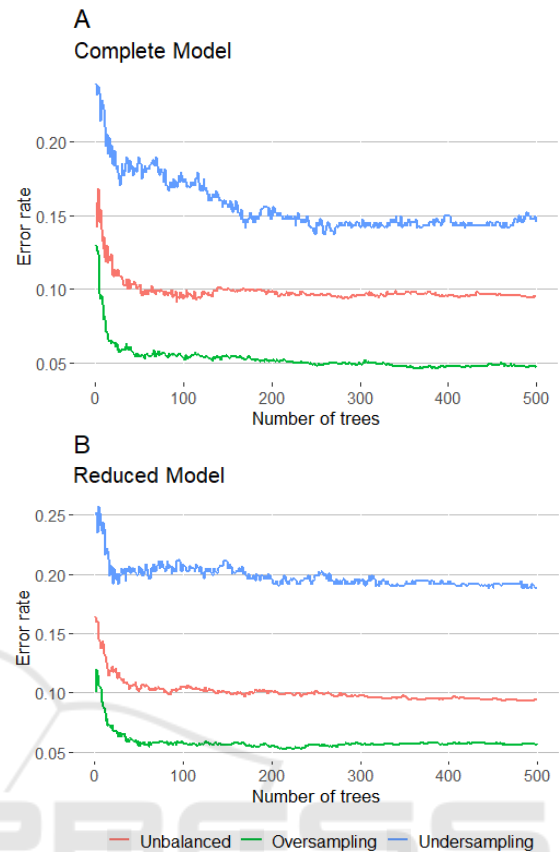 A
Complete Model
0.20
0.15
0.10
0.05
Error rate
0 100 200 300 400 500
Number of trees
B
Reduced Model
0.25
0.20
0.15
0.10
0.05
Error rate
0 100 200 300 400 500
Number of trees
Unbalanced Oversampling Undersampling